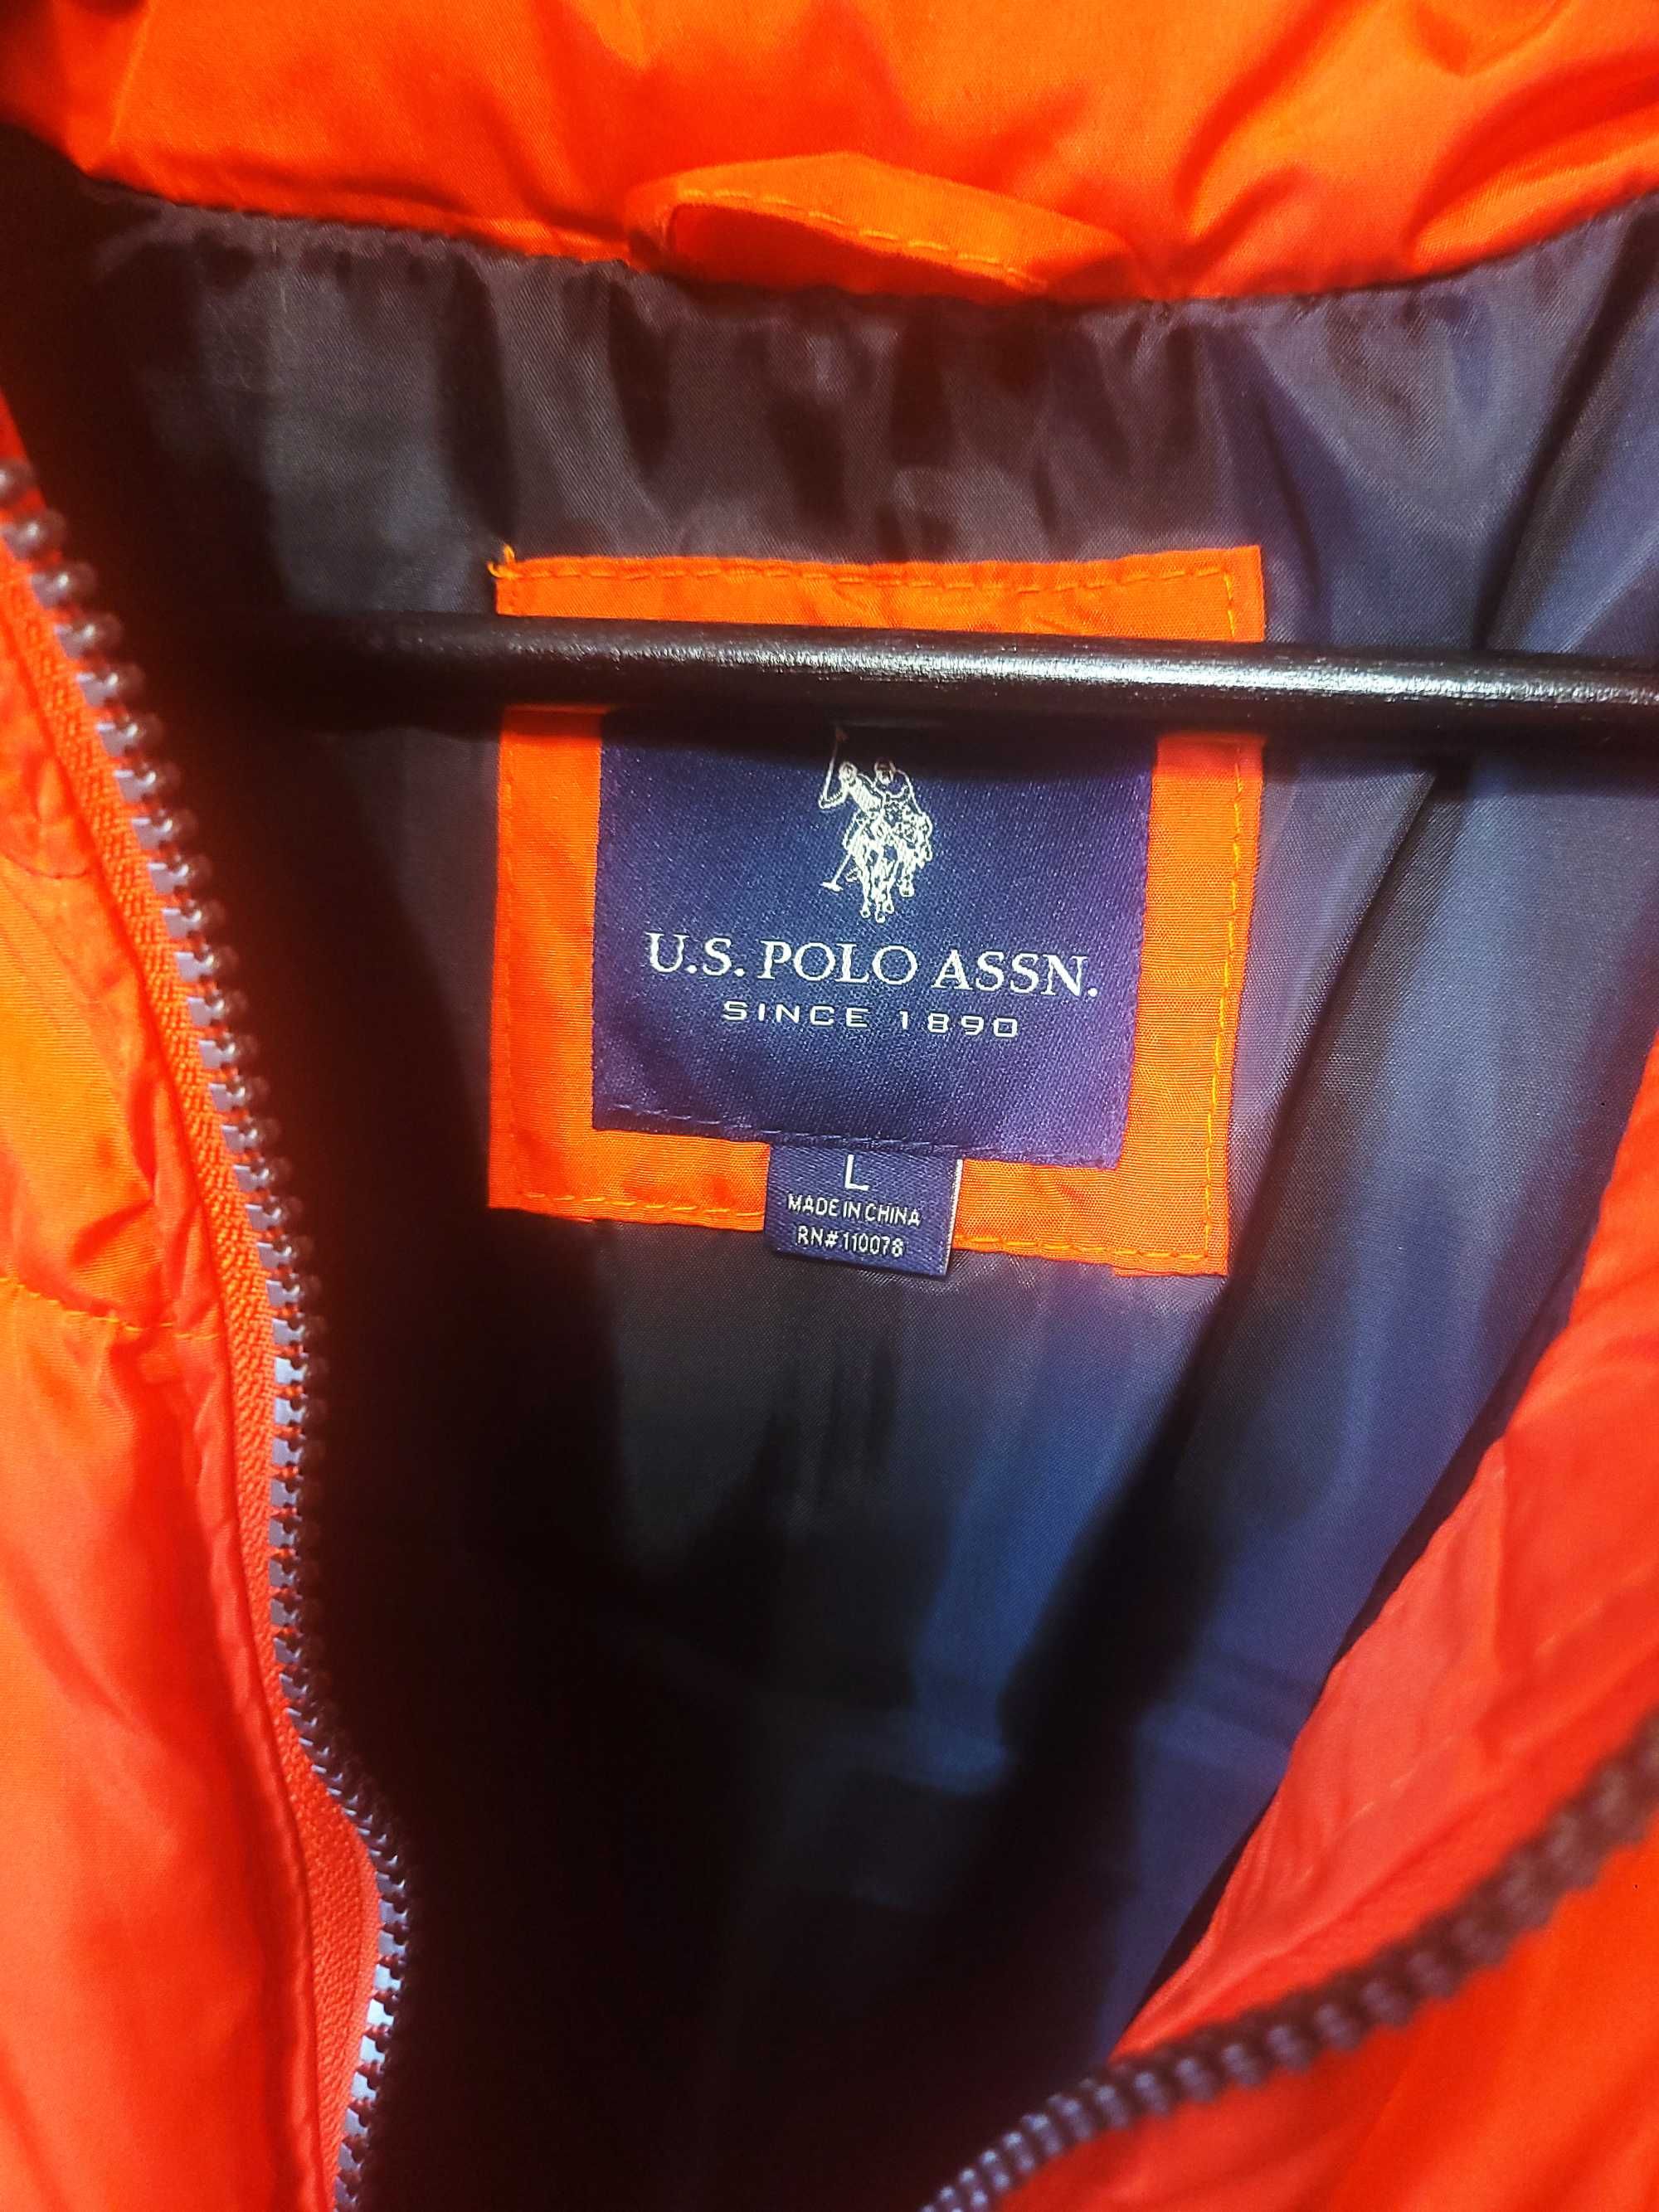 U.S. POLO ASSN.
SINCE 1890
L
MADE IN CHINA
RN#110078